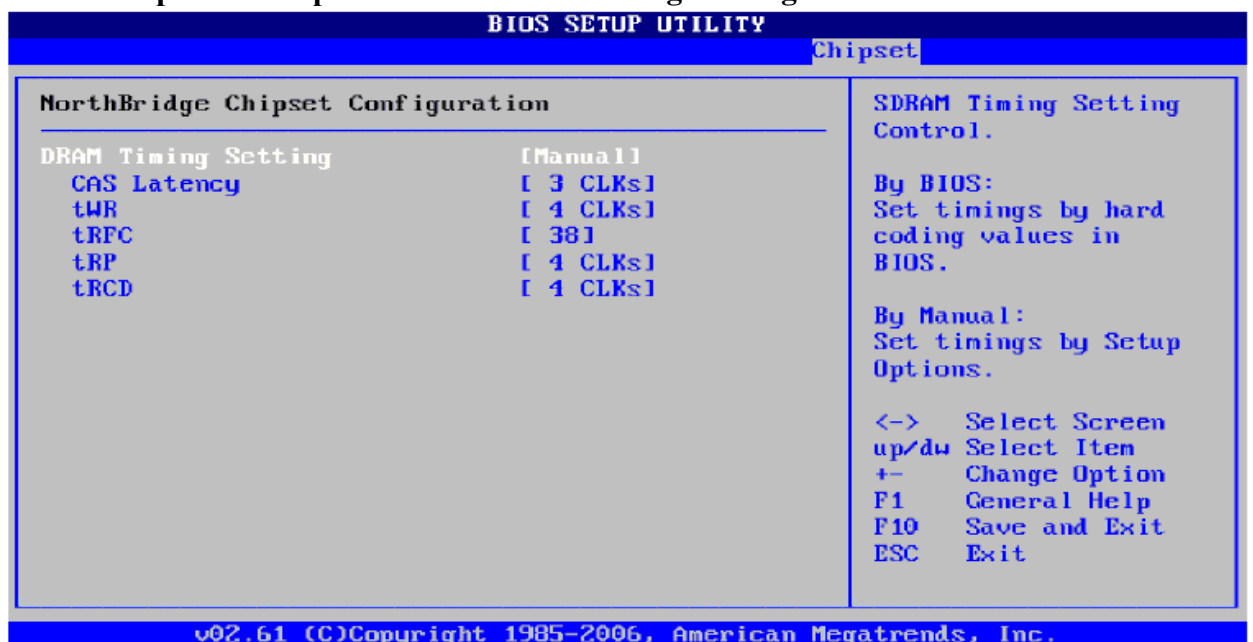 BIOS SETUP UTILITY
Chipset
NorthBridge Chipset Configuration
DRAM Timing Setting [Manual]
CAS Latency [ 3 CLKs]
tWR [ 4 CLKs]
tRFC [ 38]
tRP [ 4 CLKs]
tRCD [ 4 CLKs]
SDRAM Timing Setting
Control.
By BIOS:
Set timings by hard
coding values in
BIOS.
By Manual:
Set timings by Setup
Options.
<-> Select Screen
up/dw Select Item
+- Change Option
F1 General Help
F10 Save and Exit
ESC Exit
v02.61 (C)Copyright 1985-2006, American Megatrends, Inc.